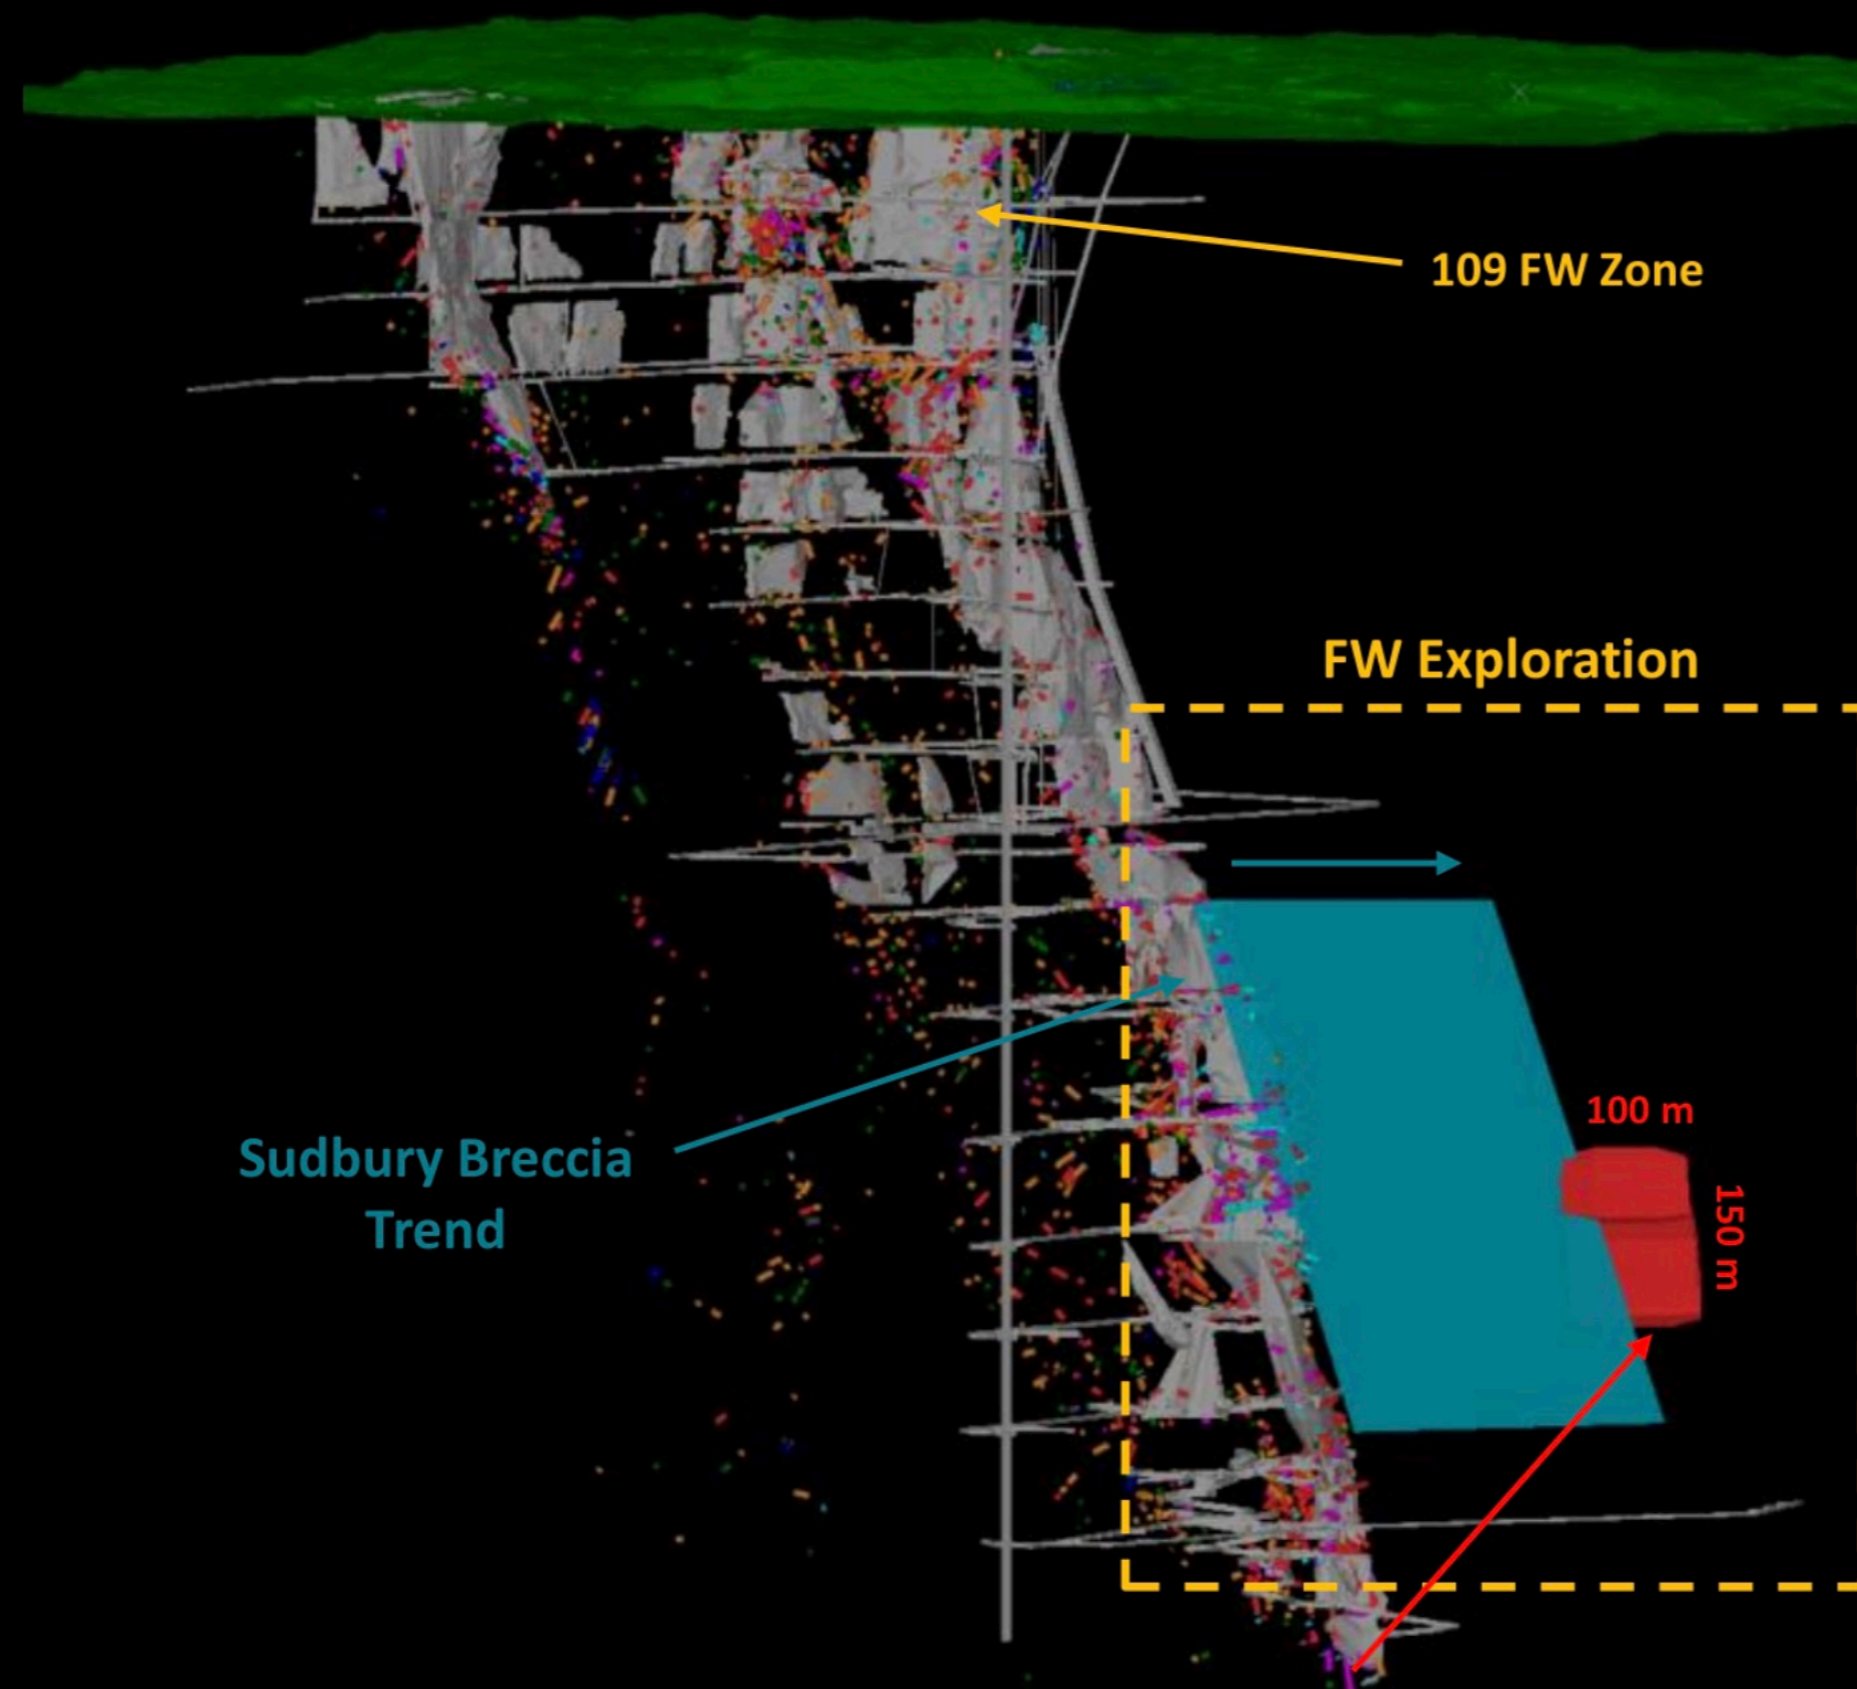 109 FW Zone
FW Exploration
100 m
150 m
Sudbury Breccia
Trend